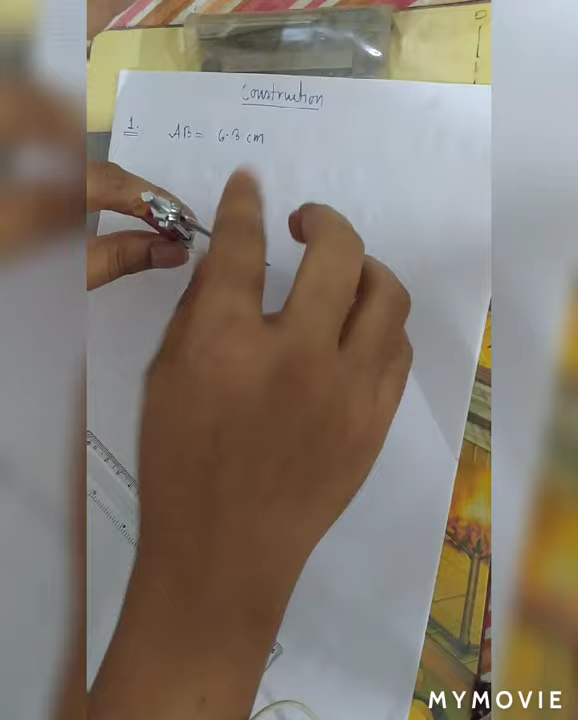 Construction
1. AB = 6.3 cm
MYMOVIE